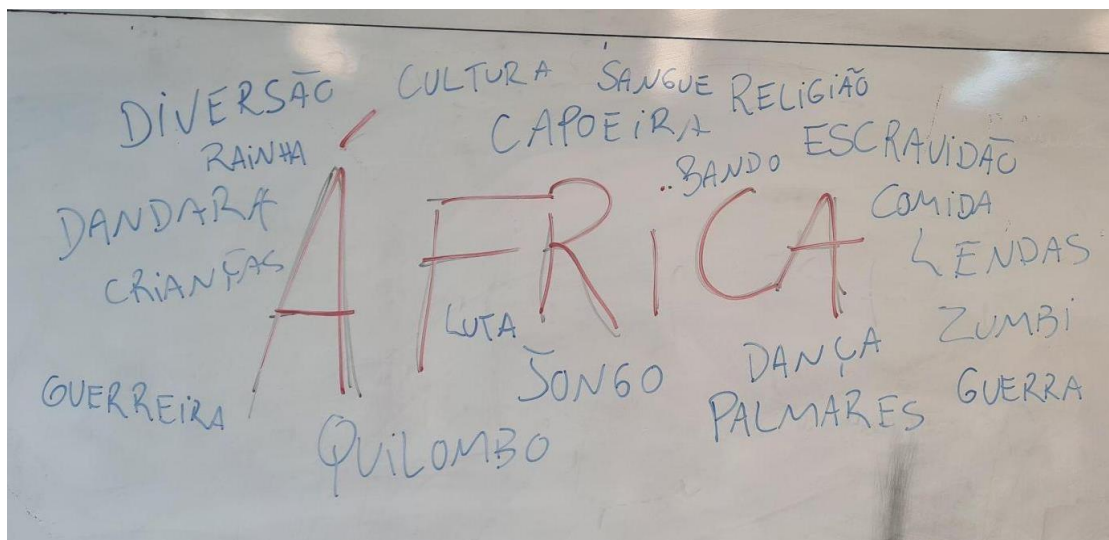 DIVERSÃO CULTURA SANGUE RELIGIÃO
RAINHA CAPOEIRA ESCRAVIDÃO
DANDARA BANDO COMIDA
CRIANÇAS ÁFRICA LENDAS
LUTA ZUMBI
GUERREIRA JONGO DANÇA GUERRA
QUILOMBO PALMARES